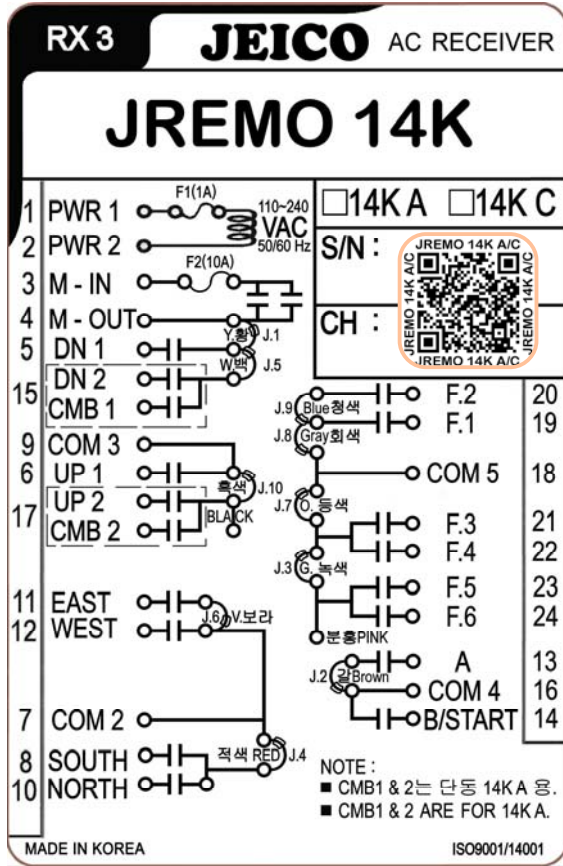 RX 3 JEICO AC RECEIVER
JREMO 14K
□14K A □14K C
S/N :
JREMO 14K A/C
JREMO 14K A/C
JREMO 14K A/C
JREMO 14K A/C
CH :
F1(1A)
1 PWR 1 110~240
VAC
2 PWR 2 50/60 Hz
F2(10A)
3 M - IN
4 M - OUT
Y.황 J.1
5 DN 1
W.백 J.5
15 DN 2
CMB 1
9 COM 3
6 UP 1
흑색 J.10
17 UP 2
BLACK
CMB 2
11 EAST
J.6 V.보라
12 WEST
7 COM 2
적색 RED J.4
8 SOUTH
10 NORTH
F.2 20
J.9 Blue청색
F.1 19
J.8 Gray회색
COM 5 18
J.7 O. 등색
F.3 21
F.4 22
J.3 G. 녹색
F.5 23
F.6 24
분홍PINK
A 13
J.2 갈Brown
COM 4 16
B/START 14
NOTE :
■ CMB1 & 2는 단동 14K A 용.
■ CMB1 & 2 ARE FOR 14K A.
MADE IN KOREA ISO9001/14001